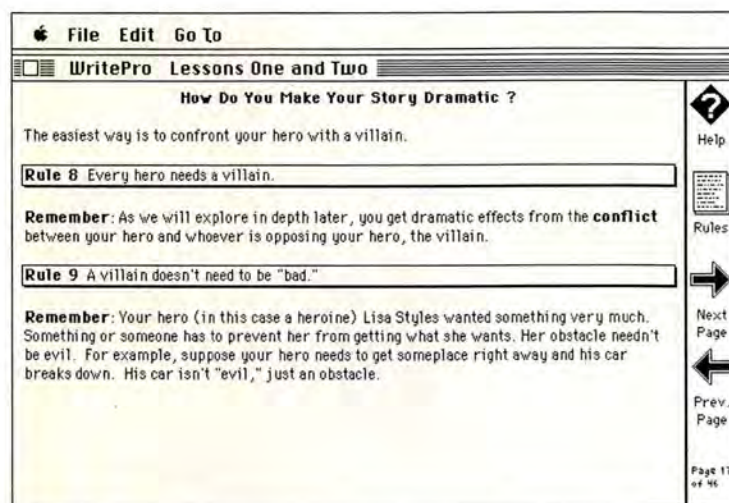 File Edit Go To
WritePro Lessons One and Two
How Do You Make Your Story Dramatic ?
The easiest way is to confront your hero with a villain.
Rule 8 Every hero needs a villain.
Remember: As we will explore in depth later, you get dramatic effects from the conflict
between your hero and whoever is opposing your hero, the villain.
Rule 9 A villain doesn't need to be "bad."
Remember: Your hero (in this case a heroine) Lisa Styles wanted something very much.
Something or someone has to prevent her from getting what she wants. Her obstacle needn't
be evil. For example, suppose your hero needs to get someplace right away and his car
breaks down. His car isn't "evil," just an obstacle.
Help
Rules
Next
Page
Prev.
Page
Page 17
of 46